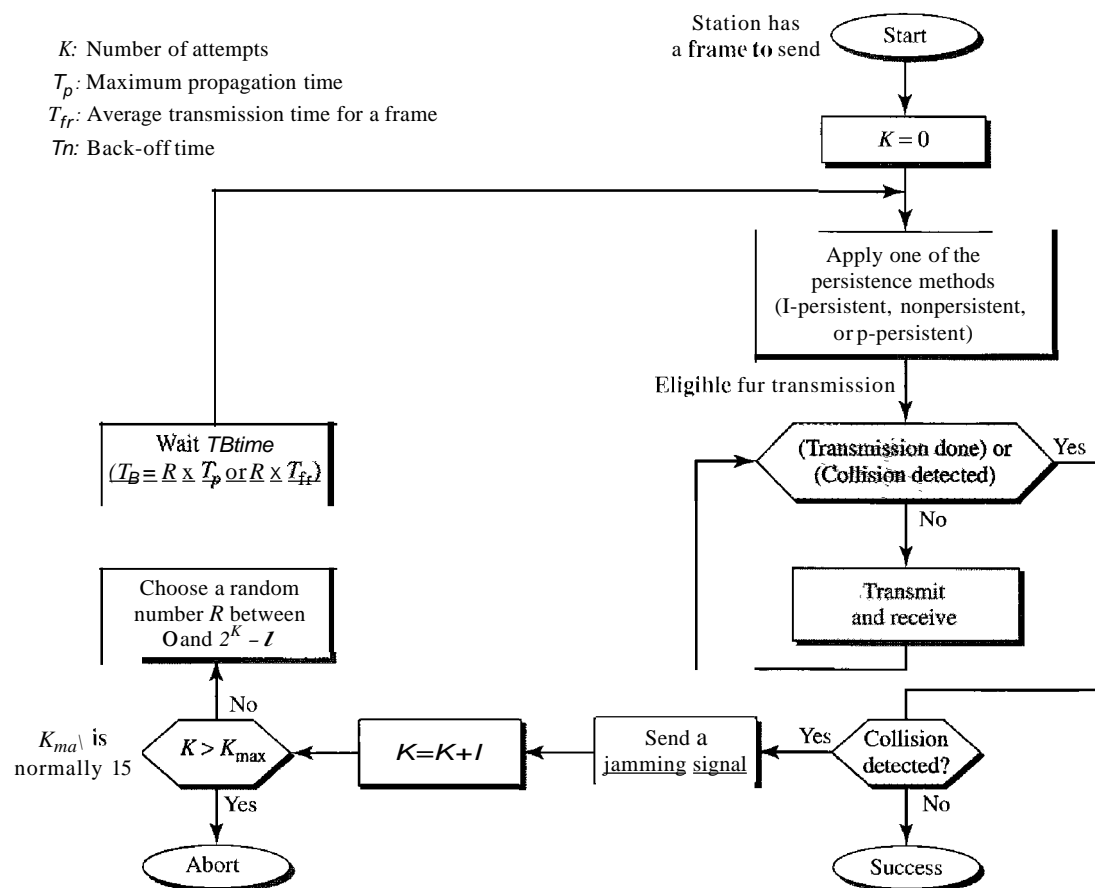 Station has
a frame to send
Start
K: Number of attempts
Tp: Maximum propagation time
Tfr: Average transmission time for a frame
Tn: Back-off time
K = 0
Apply one of the
persistence methods
(I-persistent, nonpersistent,
or p-persistent)
Eligible fur transmission
Wait TBtime
(TB = R x Tp or R x Tfr)
(Transmission done) or
(Collision detected)
Yes
No
Choose a random
number R between
0 and 2^K - l
Transmit
and receive
No
Kma\ is
normally 15
K > Kmax
K=K+l
Send a
jamming signal
Yes
Collision
detected?
Yes
No
Abort
Success